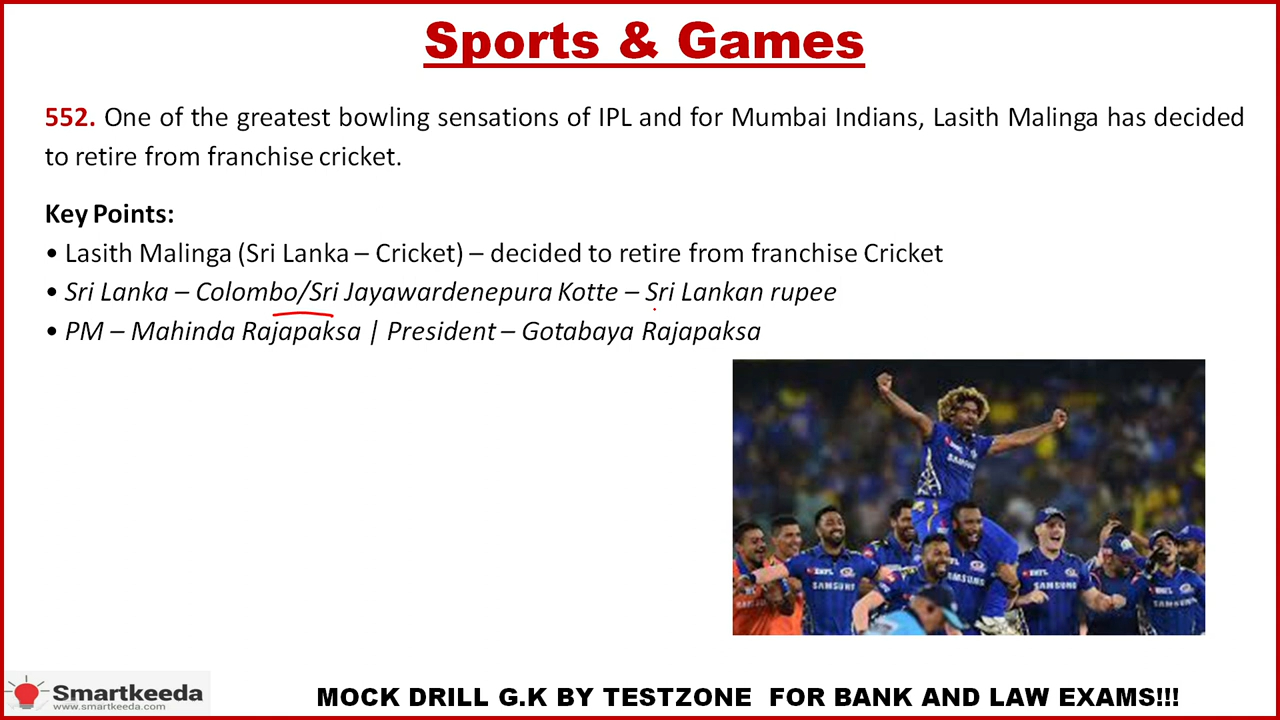 Sports & Games
552. One of the greatest bowling sensations of IPL and for Mumbai Indians, Lasith Malinga has decided
to retire from franchise cricket.
Key Points:
• Lasith Malinga (Sri Lanka – Cricket) – decided to retire from franchise Cricket
• Sri Lanka – Colombo/Sri Jayawardenepura Kotte – Sri Lankan rupee
• PM – Mahinda Rajapaksa | President – Gotabaya Rajapaksa
SAMSUNG
SAMSUNG
SAMSUNG
Smartkeeda
www.smartkeeda.com
MOCK DRILL G.K BY TESTZONE FOR BANK AND LAW EXAMS!!!